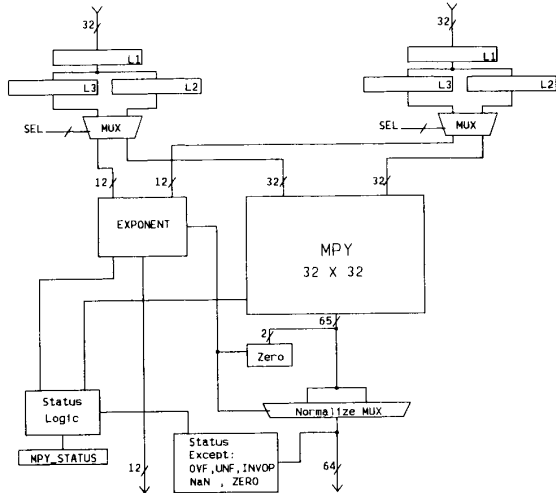 32
32
L1
L1
L3
L2
L3
L2
SEL
MUX
SEL
MUX
12
12
32
32
EXPONENT
MPY
32 X 32
65
2
Zero
Status
Logic
Normalize MUX
MPY_STATUS
Status
Except:
OVF,UNF,INVOP
NaN , ZERO
12
64